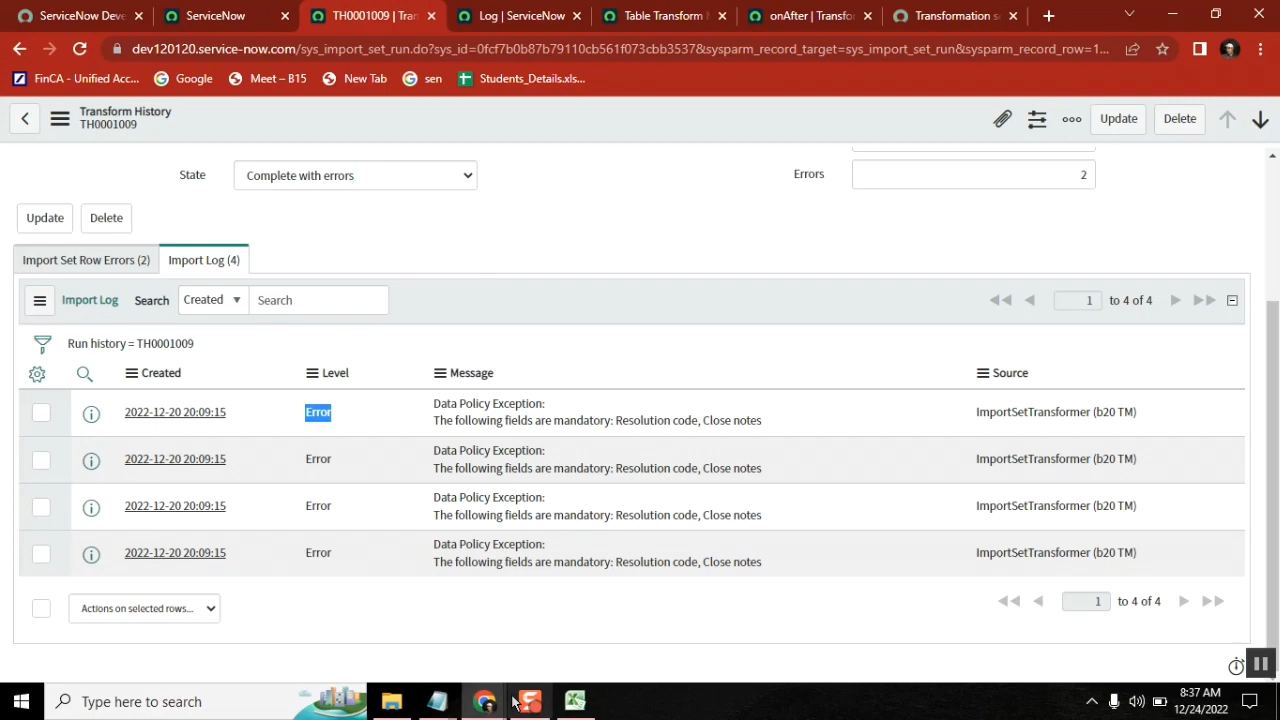 ServiceNow Deve
ServiceNow
TH0001009 | Tran
Log | ServiceNow
Table Transform M
onAfter | Transfo
Transformation s
dev120120.service-now.com/sys_import_set_run.do?sys_id=0fcf7b0b87b79110cb561f073cbb3537&sysparm_record_target=sys_import_set_run&sysparm_record_row=1...
FinCA - Unified Acc...
Google
Meet – B15
New Tab
sen
Students_Details.xls...
Transform History
TH0001009
Update
Delete
State
Complete with errors
Errors
2
Update
Delete
Import Set Row Errors (2)
Import Log (4)
Import Log
Search
Created
Search
1
to 4 of 4
Run history = TH0001009
Created
Level
Message
Source
2022-12-20 20:09:15
Error
Data Policy Exception:
The following fields are mandatory: Resolution code, Close notes
ImportSetTransformer (b20 TM)
2022-12-20 20:09:15
Error
Data Policy Exception:
The following fields are mandatory: Resolution code, Close notes
ImportSetTransformer (b20 TM)
2022-12-20 20:09:15
Error
Data Policy Exception:
The following fields are mandatory: Resolution code, Close notes
ImportSetTransformer (b20 TM)
2022-12-20 20:09:15
Error
Data Policy Exception:
The following fields are mandatory: Resolution code, Close notes
ImportSetTransformer (b20 TM)
Actions on selected rows...
1
to 4 of 4
Type here to search
8:37 AM
12/24/2022